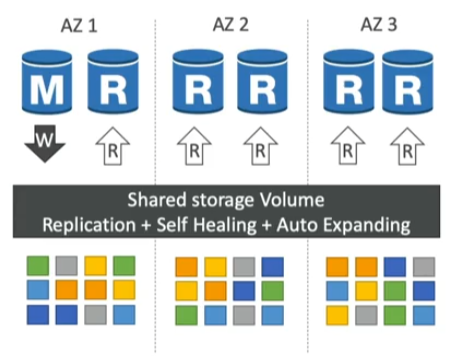 AZ 1 AZ 2 AZ 3
M R R R R R
W R R R R R
Shared storage Volume
Replication + Self Healing + Auto Expanding